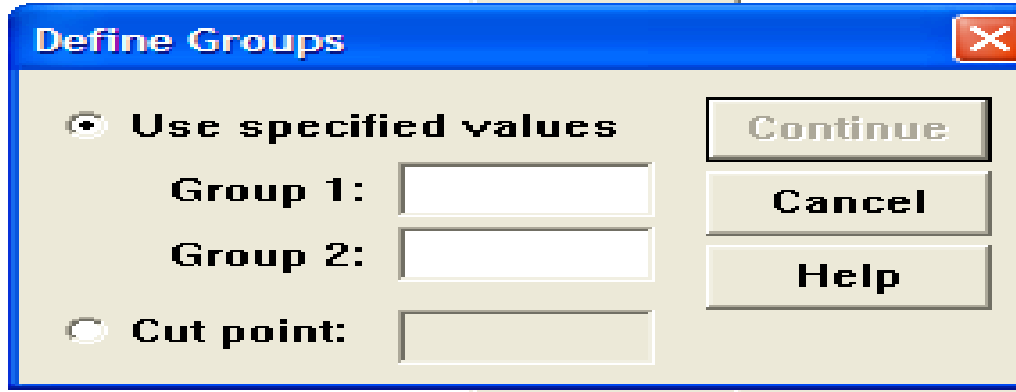 Define Groups
Use specified values
Continue
Group 1:
Cancel
Group 2:
Help
Cut point: